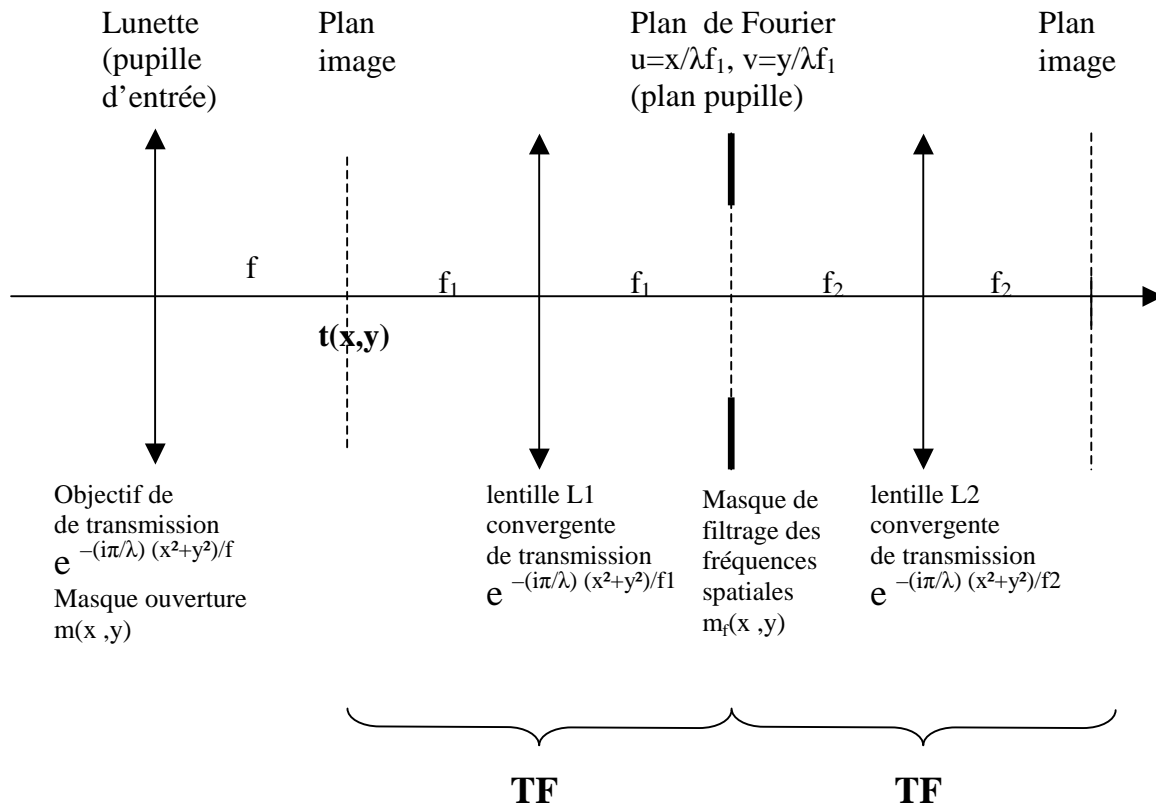 Lunette
(pupille
d'entrée)
Plan
image
Plan de Fourier
u=x/λf₁, v=y/λf₁
(plan pupille)
Plan
image
f
f₁
f₁
f₂
f₂
t(x,y)
Objectif de
de transmission
e –(iπ/λ) (x²+y²)/f
Masque ouverture
m(x ,y)
lentille L1
convergente
de transmission
e –(iπ/λ) (x²+y²)/f1
Masque de
filtrage des
fréquences
spatiales
m_f(x ,y)
lentille L2
convergente
de transmission
e –(iπ/λ) (x²+y²)/f2
TF
TF